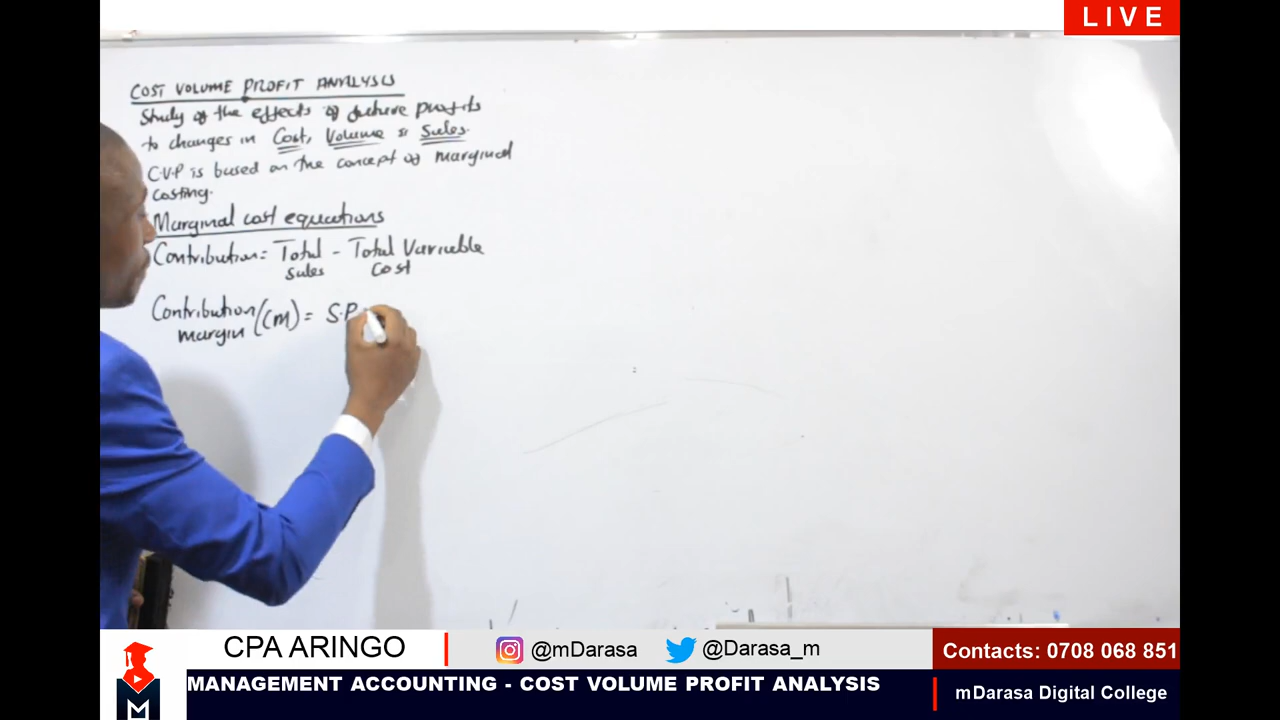 LIVE
COST VOLUME PROFIT ANALYSIS
Study of the effects of future profits
to changes in Cost, Volume & Sales.
C.V.P is based on the concept of marginal
costing.
Marginal cost equations
Contribution = Total Sales - Total Variable Cost
Contribution margin (CM) = S.P
CPA ARINGO
@mDarasa
@Darasa_m
Contacts: 0708 068 851
MANAGEMENT ACCOUNTING - COST VOLUME PROFIT ANALYSIS
mDarasa Digital College
M